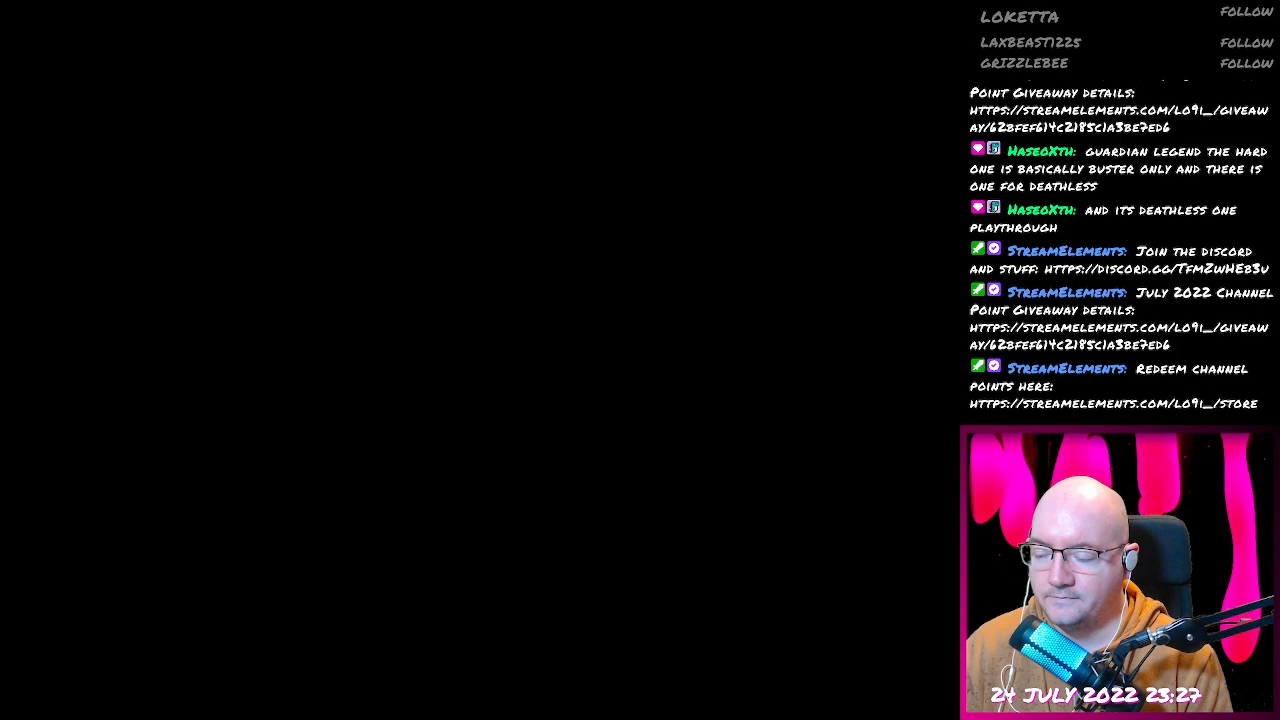 LOKETTA FOLLOW
LAXBEAST1225 FOLLOW
GRIZZLEBEE FOLLOW
Point Giveaway details:
https://streamelements.com/lo91_/giveaw
ay/62bfef614c2185c1a3be7ed6
HaseoXth: guardian legend the hard
one is basically buster only and there is
one for deathless
HaseoXth: and its deathless one
playthrough
StreamElements: Join the discord
and stuff: https://discord.gg/TfmZwHE83u
StreamElements: July 2022 Channel
Point Giveaway details:
https://streamelements.com/lo91_/giveaw
ay/62bfef614c2185c1a3be7ed6
StreamElements: Redeem channel
points here:
https://streamelements.com/lo91_/store
24 JULY 2022 23:27